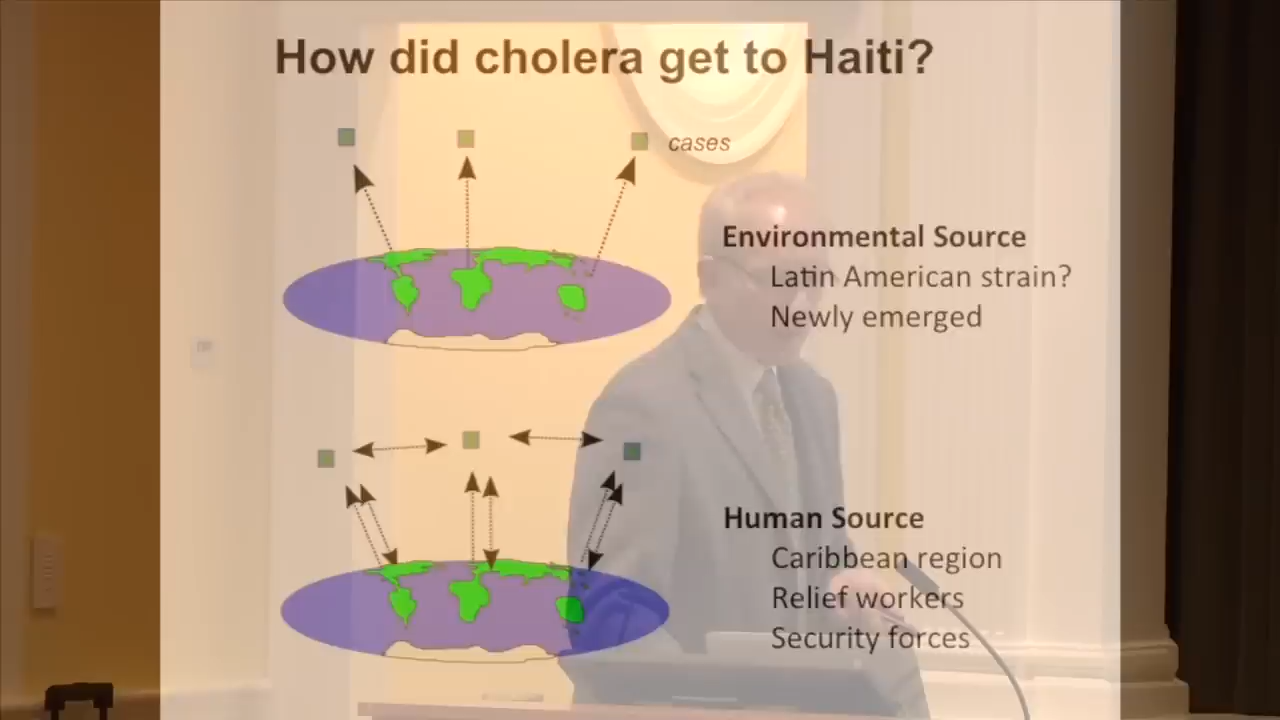 How did cholera get to Haiti?
cases
Environmental Source
Latin American strain?
Newly emerged
Human Source
Caribbean region
Relief workers
Security forces